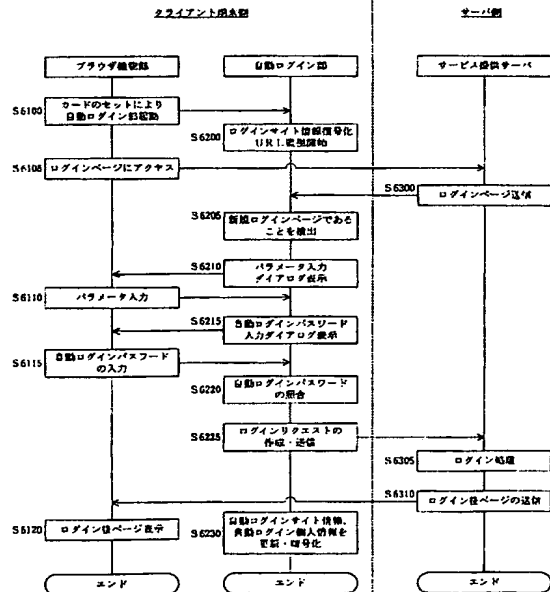 クライアント端末側
サーバ側
ブラウザ機能部
自動ログイン部
サービス提供サーバ
S6100
カードのセットにより
自動ログイン部起動
S6200
ログインサイト情報復号化
URL監視開始
S6105
ログインページにアクセス
S6300
ログインページ送信
S6205
新規ログインページである
ことを検出
S6210
パラメータ入力
ダイアログ表示
S6110
パラメータ入力
S6215
自動ログインパスワード
入力ダイアログ表示
S6115
自動ログインパスワード
の入力
S6220
自動ログインパスワード
の照合
S6225
ログインリクエストの
作成・送信
S6305
ログイン処理
S6310
ログイン後ページの送信
S6120
ログイン後ページ表示
S6230
自動ログインサイト情報、
自動ログイン個人情報を
更新・暗号化
エンド
エンド
エンド